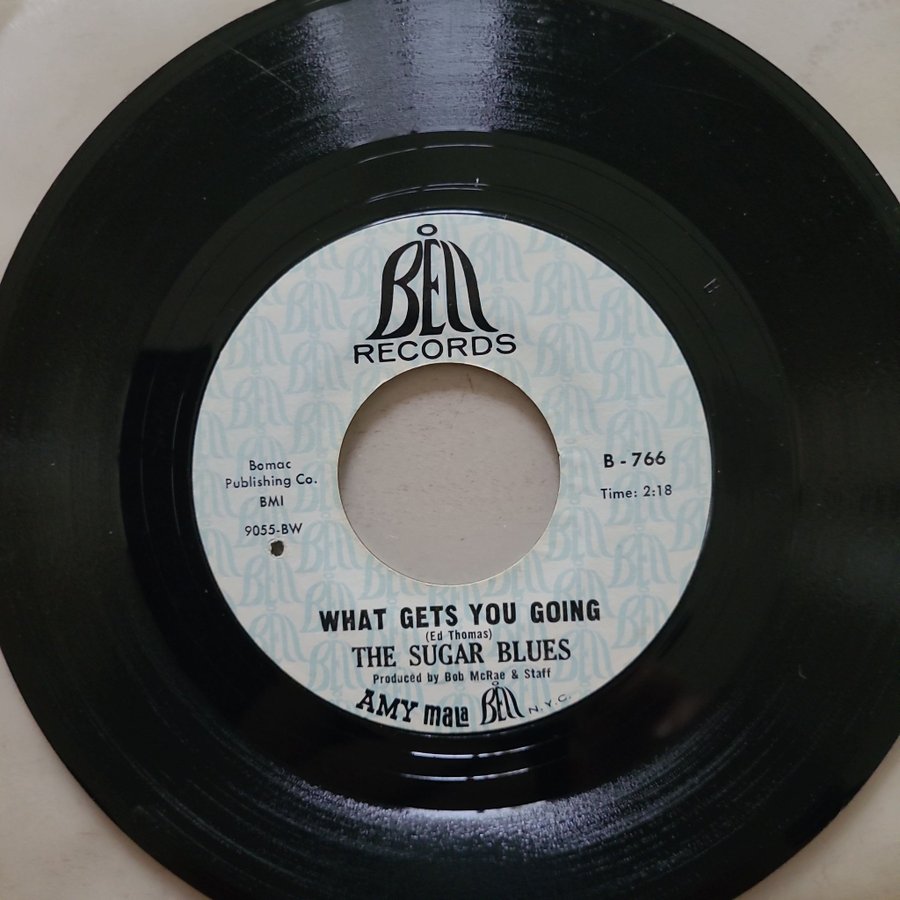 BELL
RECORDS
Bomac
Publishing Co.
BMI
9055-BW
B - 766
Time: 2:18
WHAT GETS YOU GOING
(Ed Thomas)
THE SUGAR BLUES
Produced by Bob McRae & Staff
AMY mala BELL N.Y.C.